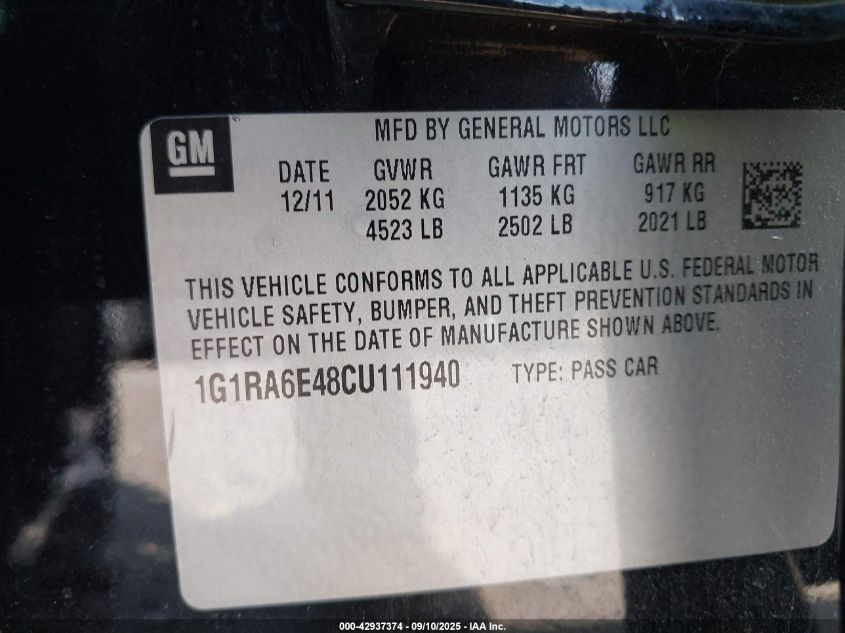 GM
MFD BY GENERAL MOTORS LLC
DATE GVWR GAWR FRT GAWR RR
12/11 2052 KG 1135 KG 917 KG
4523 LB 2502 LB 2021 LB
THIS VEHICLE CONFORMS TO ALL APPLICABLE U.S. FEDERAL MOTOR
VEHICLE SAFETY, BUMPER, AND THEFT PREVENTION STANDARDS IN
EFFECT ON THE DATE OF MANUFACTURE SHOWN ABOVE.
1G1RA6E48CU111940 TYPE: PASS CAR
000-42937374 - 09/10/2025 - IAA Inc.